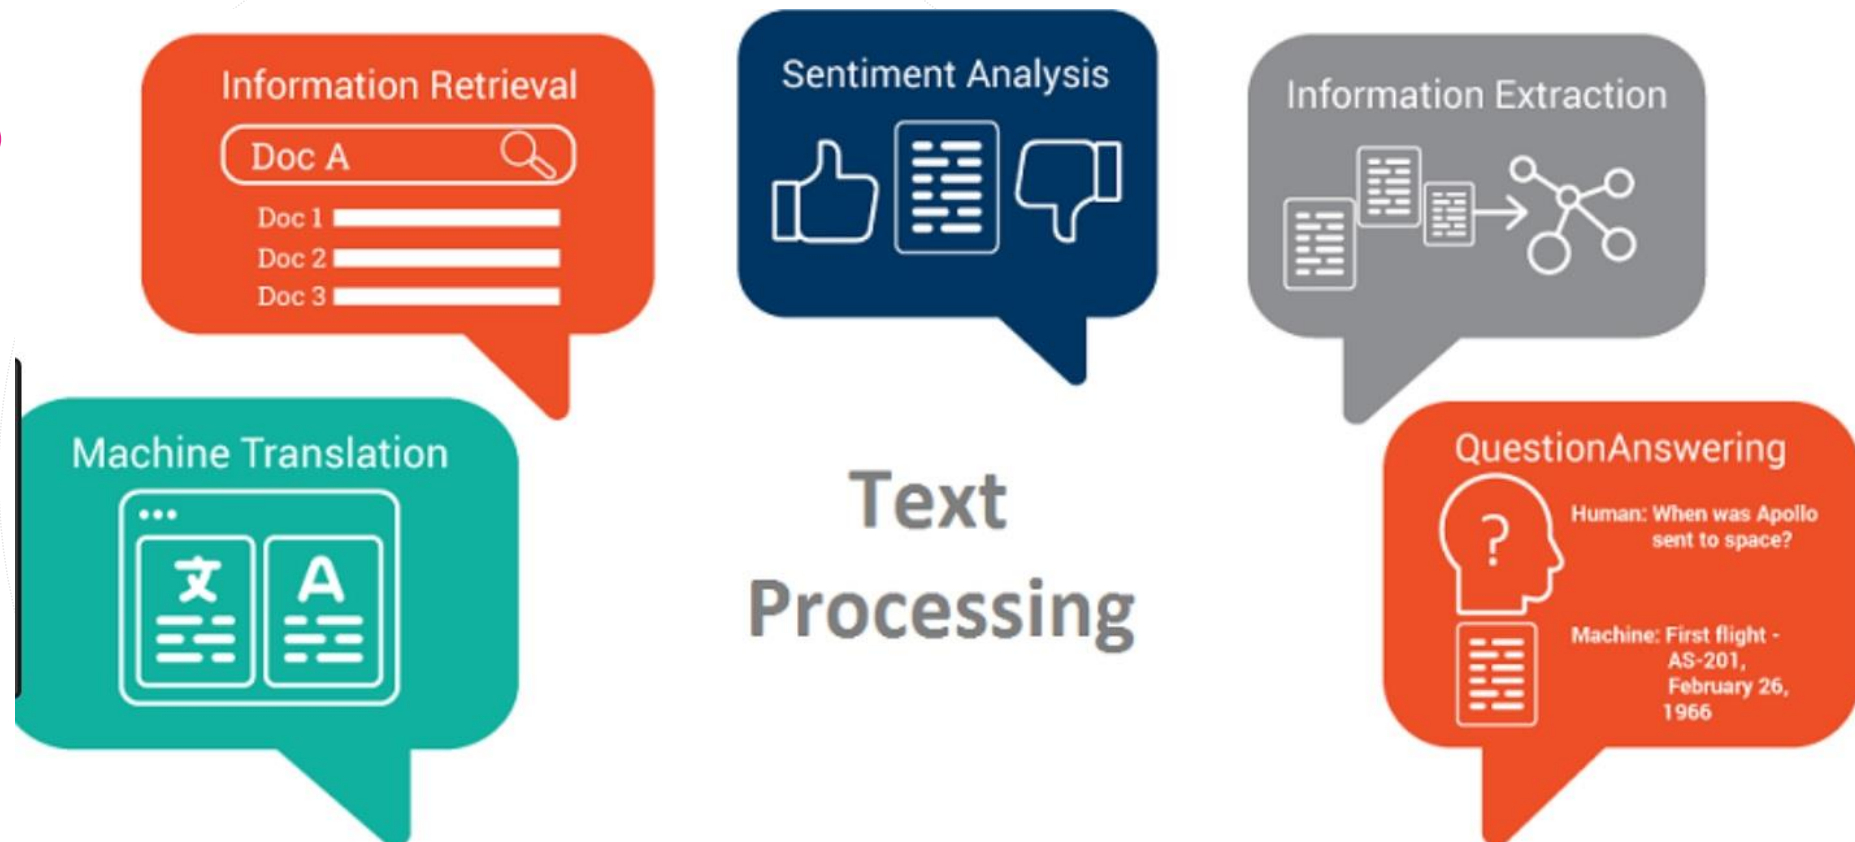 Information Retrieval
Doc A
Doc 1
Doc 2
Doc 3
Sentiment Analysis
Information Extraction
Machine Translation
文 A
Text
Processing
QuestionAnswering
?
Human: When was Apollo
sent to space?
Machine: First flight -
AS-201,
February 26,
1966